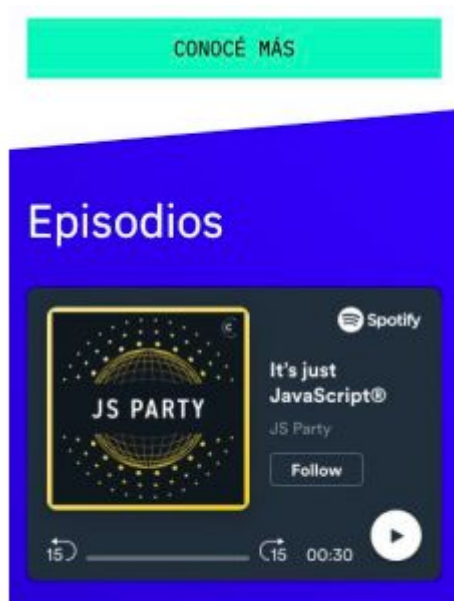 CONOCÉ MÁS
Episodios
Spotify
JS PARTY
It's just
JavaScript®
JS Party
Follow
15
15
00:30